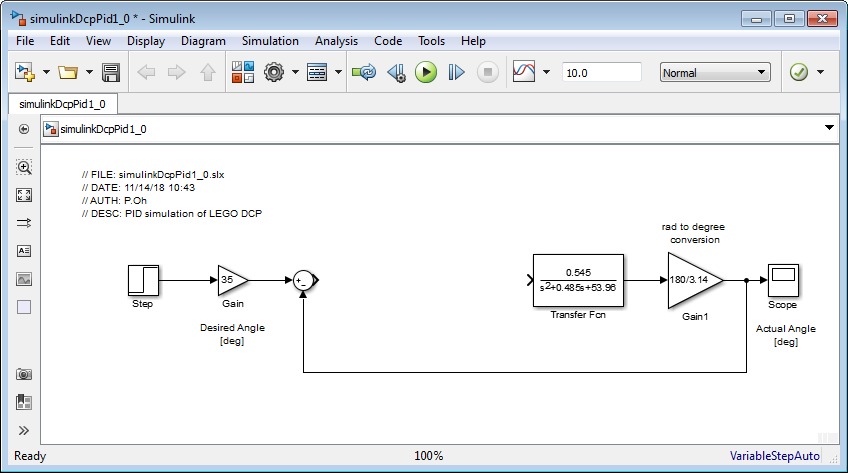 simulinkDcpPid1_0 * - Simulink
File Edit View Display Diagram Simulation Analysis Code Tools Help
10.0 Normal
simulinkDcpPid1_0
simulinkDcpPid1_0
// FILE: simulinkDcpPid1_0.slx
// DATE: 11/14/18 10:43
// AUTH: P.Oh
// DESC: PID simulation of LEGO DCP
rad to degree
conversion
35
+
-
0.545
s²+0.485s+53.96
180/3.14
Step
Gain
Transfer Fcn
Gain1
Scope
Desired Angle
[deg]
Actual Angle
[deg]
Ready 100% VariableStepAuto